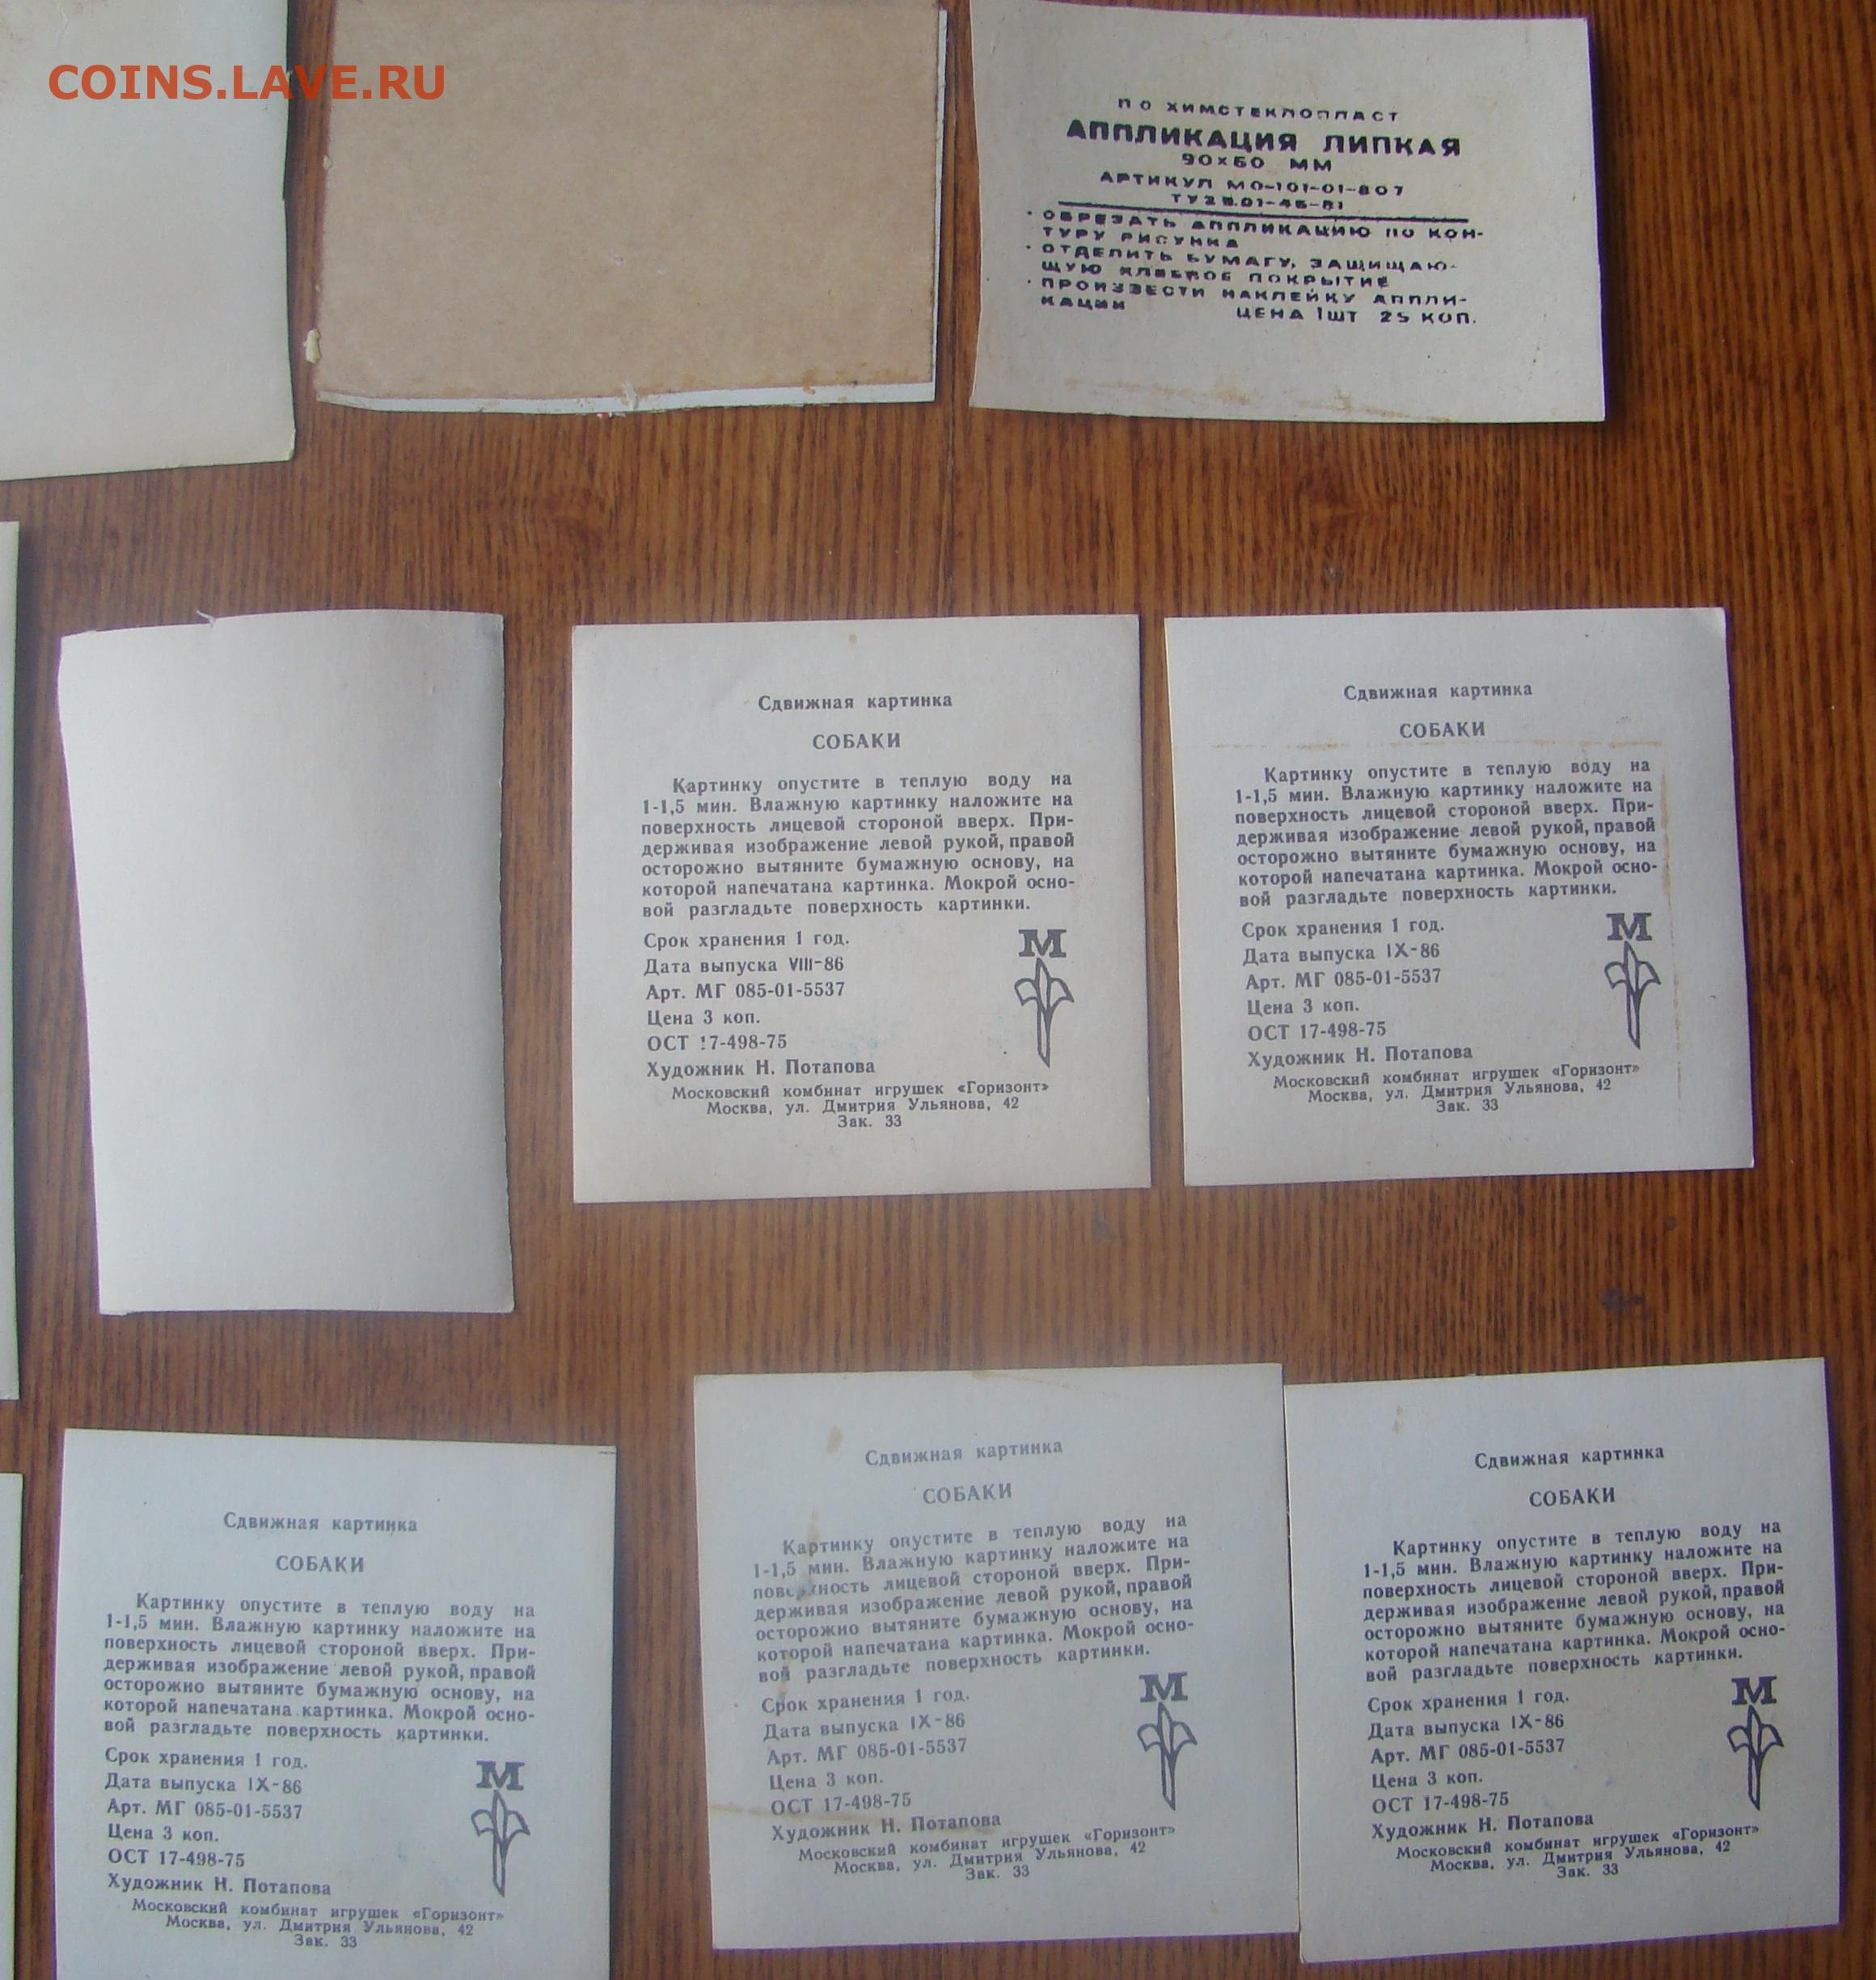 COINS.LAVE.RU
ПО ХИМСТЕКЛОПЛАСТ
АППЛИКАЦИЯ ЛИПКАЯ
90×60 ММ
АРТИКУЛ МО-101-01-807
ТУ 2 6.01-46-81
• ОБРЕЗАТЬ АППЛИКАЦИЮ ПО КОН-
ТУРУ РИСУНКА
• ОТДЕЛИТЬ БУМАГУ, ЗАЩИЩАЮ-
ЩУЮ КЛЕЕВОЕ ПОКРЫТИЕ
• ПРОИЗВЕСТИ НАКЛЕЙКУ АППЛИ-
КАЦИИ ЦЕНА 1ШТ 25 КОП.
Сдвижная картинка
СОБАКИ
Картинку опустите в теплую воду на
1-1,5 мин. Влажную картинку наложите на
поверхность лицевой стороной вверх. При-
держивая изображение левой рукой, правой
осторожно вытяните бумажную основу, на
которой напечатана картинка. Мокрой осно-
вой разгладьте поверхность картинки.
Срок хранения 1 год.
Дата выпуска VIII-86
Арт. МГ 085-01-5537
Цена 3 коп.
ОСТ 17-498-75
Художник Н. Потапова
Московский комбинат игрушек «Горизонт»
Москва, ул. Дмитрия Ульянова, 42
Зак. 33
М
Сдвижная картинка
СОБАКИ
Картинку опустите в теплую воду на
1-1,5 мин. Влажную картинку наложите на
поверхность лицевой стороной вверх. При-
держивая изображение левой рукой, правой
осторожно вытяните бумажную основу, на
которой напечатана картинка. Мокрой осно-
вой разгладьте поверхность картинки.
Срок хранения 1 год.
Дата выпуска IX-86
Арт. МГ 085-01-5537
Цена 3 коп.
ОСТ 17-498-75
Художник Н. Потапова
Московский комбинат игрушек «Горизонт»
Москва, ул. Дмитрия Ульянова, 42
Зак. 33
М
Сдвижная картинка
СОБАКИ
Картинку опустите в теплую воду на
1-1,5 мин. Влажную картинку наложите на
поверхность лицевой стороной вверх. При-
держивая изображение левой рукой, правой
осторожно вытяните бумажную основу, на
которой напечатана картинка. Мокрой осно-
вой разгладьте поверхность картинки.
Срок хранения 1 год.
Дата выпуска IX-86
Арт. МГ 085-01-5537
Цена 3 коп.
ОСТ 17-498-75
Художник Н. Потапова
Московский комбинат игрушек «Горизонт»
Москва, ул. Дмитрия Ульянова, 42
Зак. 33
М
Сдвижная картинка
СОБАКИ
Картинку опустите в теплую воду на
1-1,5 мин. Влажную картинку наложите на
поверхность лицевой стороной вверх. При-
держивая изображение левой рукой, правой
осторожно вытяните бумажную основу, на
которой напечатана картинка. Мокрой осно-
вой разгладьте поверхность картинки.
Срок хранения 1 год.
Дата выпуска IX-86
Арт. МГ 085-01-5537
Цена 3 коп.
ОСТ 17-498-75
Художник Н. Потапова
Московский комбинат игрушек «Горизонт»
Москва, ул. Дмитрия Ульянова, 42
Зак. 33
М
Сдвижная картинка
СОБАКИ
Картинку опустите в теплую воду на
1-1,5 мин. Влажную картинку наложите на
поверхность лицевой стороной вверх. При-
держивая изображение левой рукой, правой
осторожно вытяните бумажную основу, на
которой напечатана картинка. Мокрой осно-
вой разгладьте поверхность картинки.
Срок хранения 1 год.
Дата выпуска IX-86
Арт. МГ 085-01-5537
Цена 3 коп.
ОСТ 17-498-75
Художник Н. Потапова
Московский комбинат игрушек «Горизонт»
Москва, ул. Дмитрия Ульянова, 42
Зак. 33
М